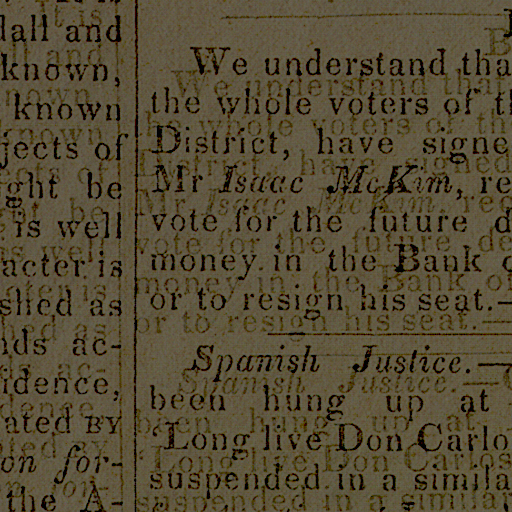 dall and
known,
known
jects of
ght be
is well
acter is
shed as
nds ac-
idence,
ated BY
on for-
the A-
We understand tha
the whole voters of th
District, have signe
Mr Isaac McKim, re
vote for the future d
money in the Bank o
or to resign his seat.—
Spanish Justice.—
been hung up at
'Long live Don Carlo
suspended in a simila